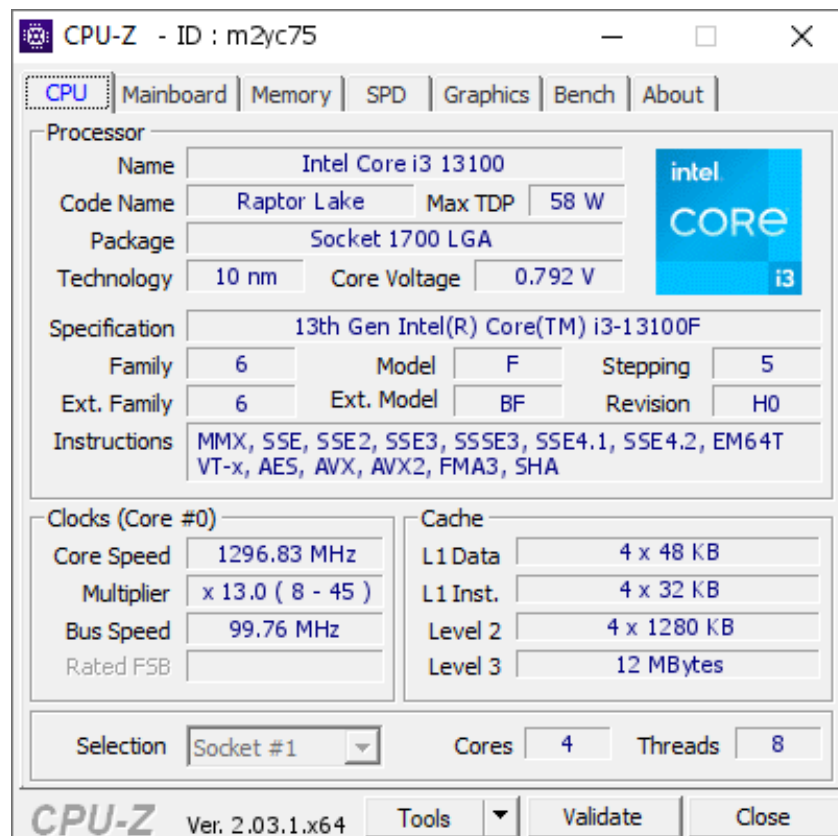 CPU-Z - ID : m2yc75
CPU Mainboard Memory SPD Graphics Bench About
Processor
Name Intel Core i3 13100
Code Name Raptor Lake Max TDP 58 W
Package Socket 1700 LGA
Technology 10 nm Core Voltage 0.792 V
intel
CORE
i3
Specification 13th Gen Intel(R) Core(TM) i3-13100F
Family 6 Model F Stepping 5
Ext. Family 6 Ext. Model BF Revision H0
Instructions MMX, SSE, SSE2, SSE3, SSSE3, SSE4.1, SSE4.2, EM64T
VT-x, AES, AVX, AVX2, FMA3, SHA
Clocks (Core #0)
Core Speed 1296.83 MHz
Multiplier x 13.0 ( 8 - 45 )
Bus Speed 99.76 MHz
Rated FSB
Cache
L1 Data 4 x 48 KB
L1 Inst. 4 x 32 KB
Level 2 4 x 1280 KB
Level 3 12 MBytes
Selection Socket #1 Cores 4 Threads 8
CPU-Z Ver. 2.03.1.x64 Tools Validate Close